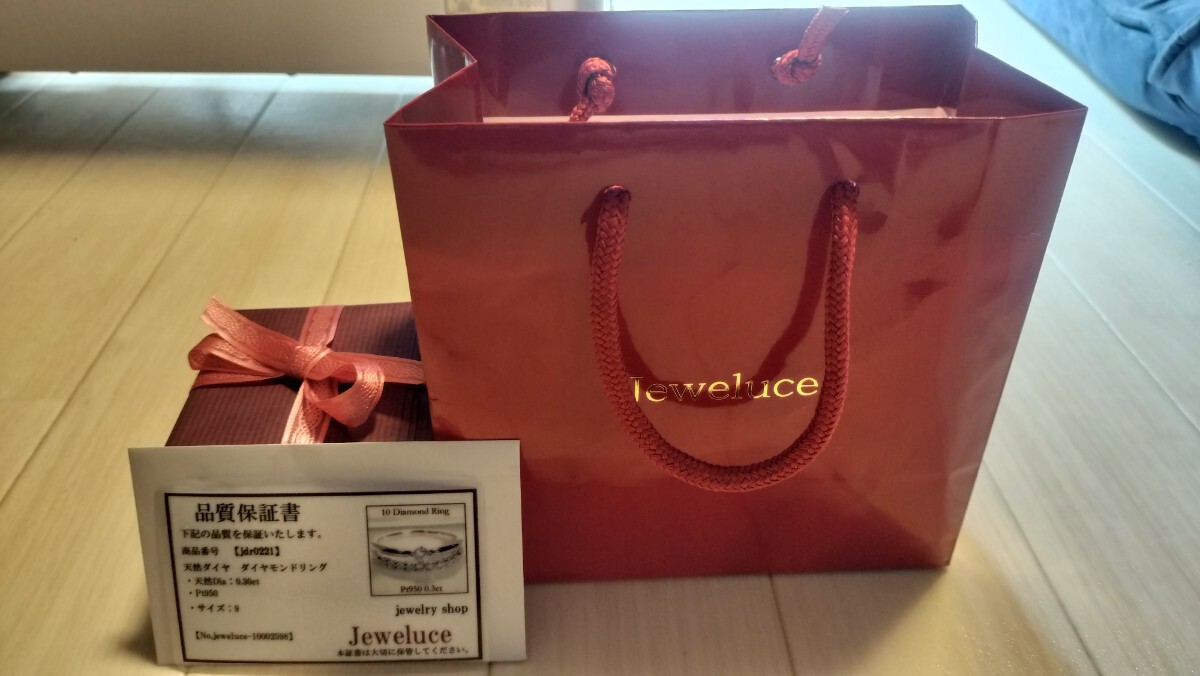 Jeweluce
品質保証書
下記の品質を保証いたします。
商品番号 【jdr0221】
天然ダイヤ ダイヤモンドリング
・天然Dia：0.30ct
・Pt950
・サイズ：9
【No.jeweluce-10002598】
10 Diamond Ring
Pt950 0.3ct
jewelry shop
Jeweluce
本証書は大切に保管してください。